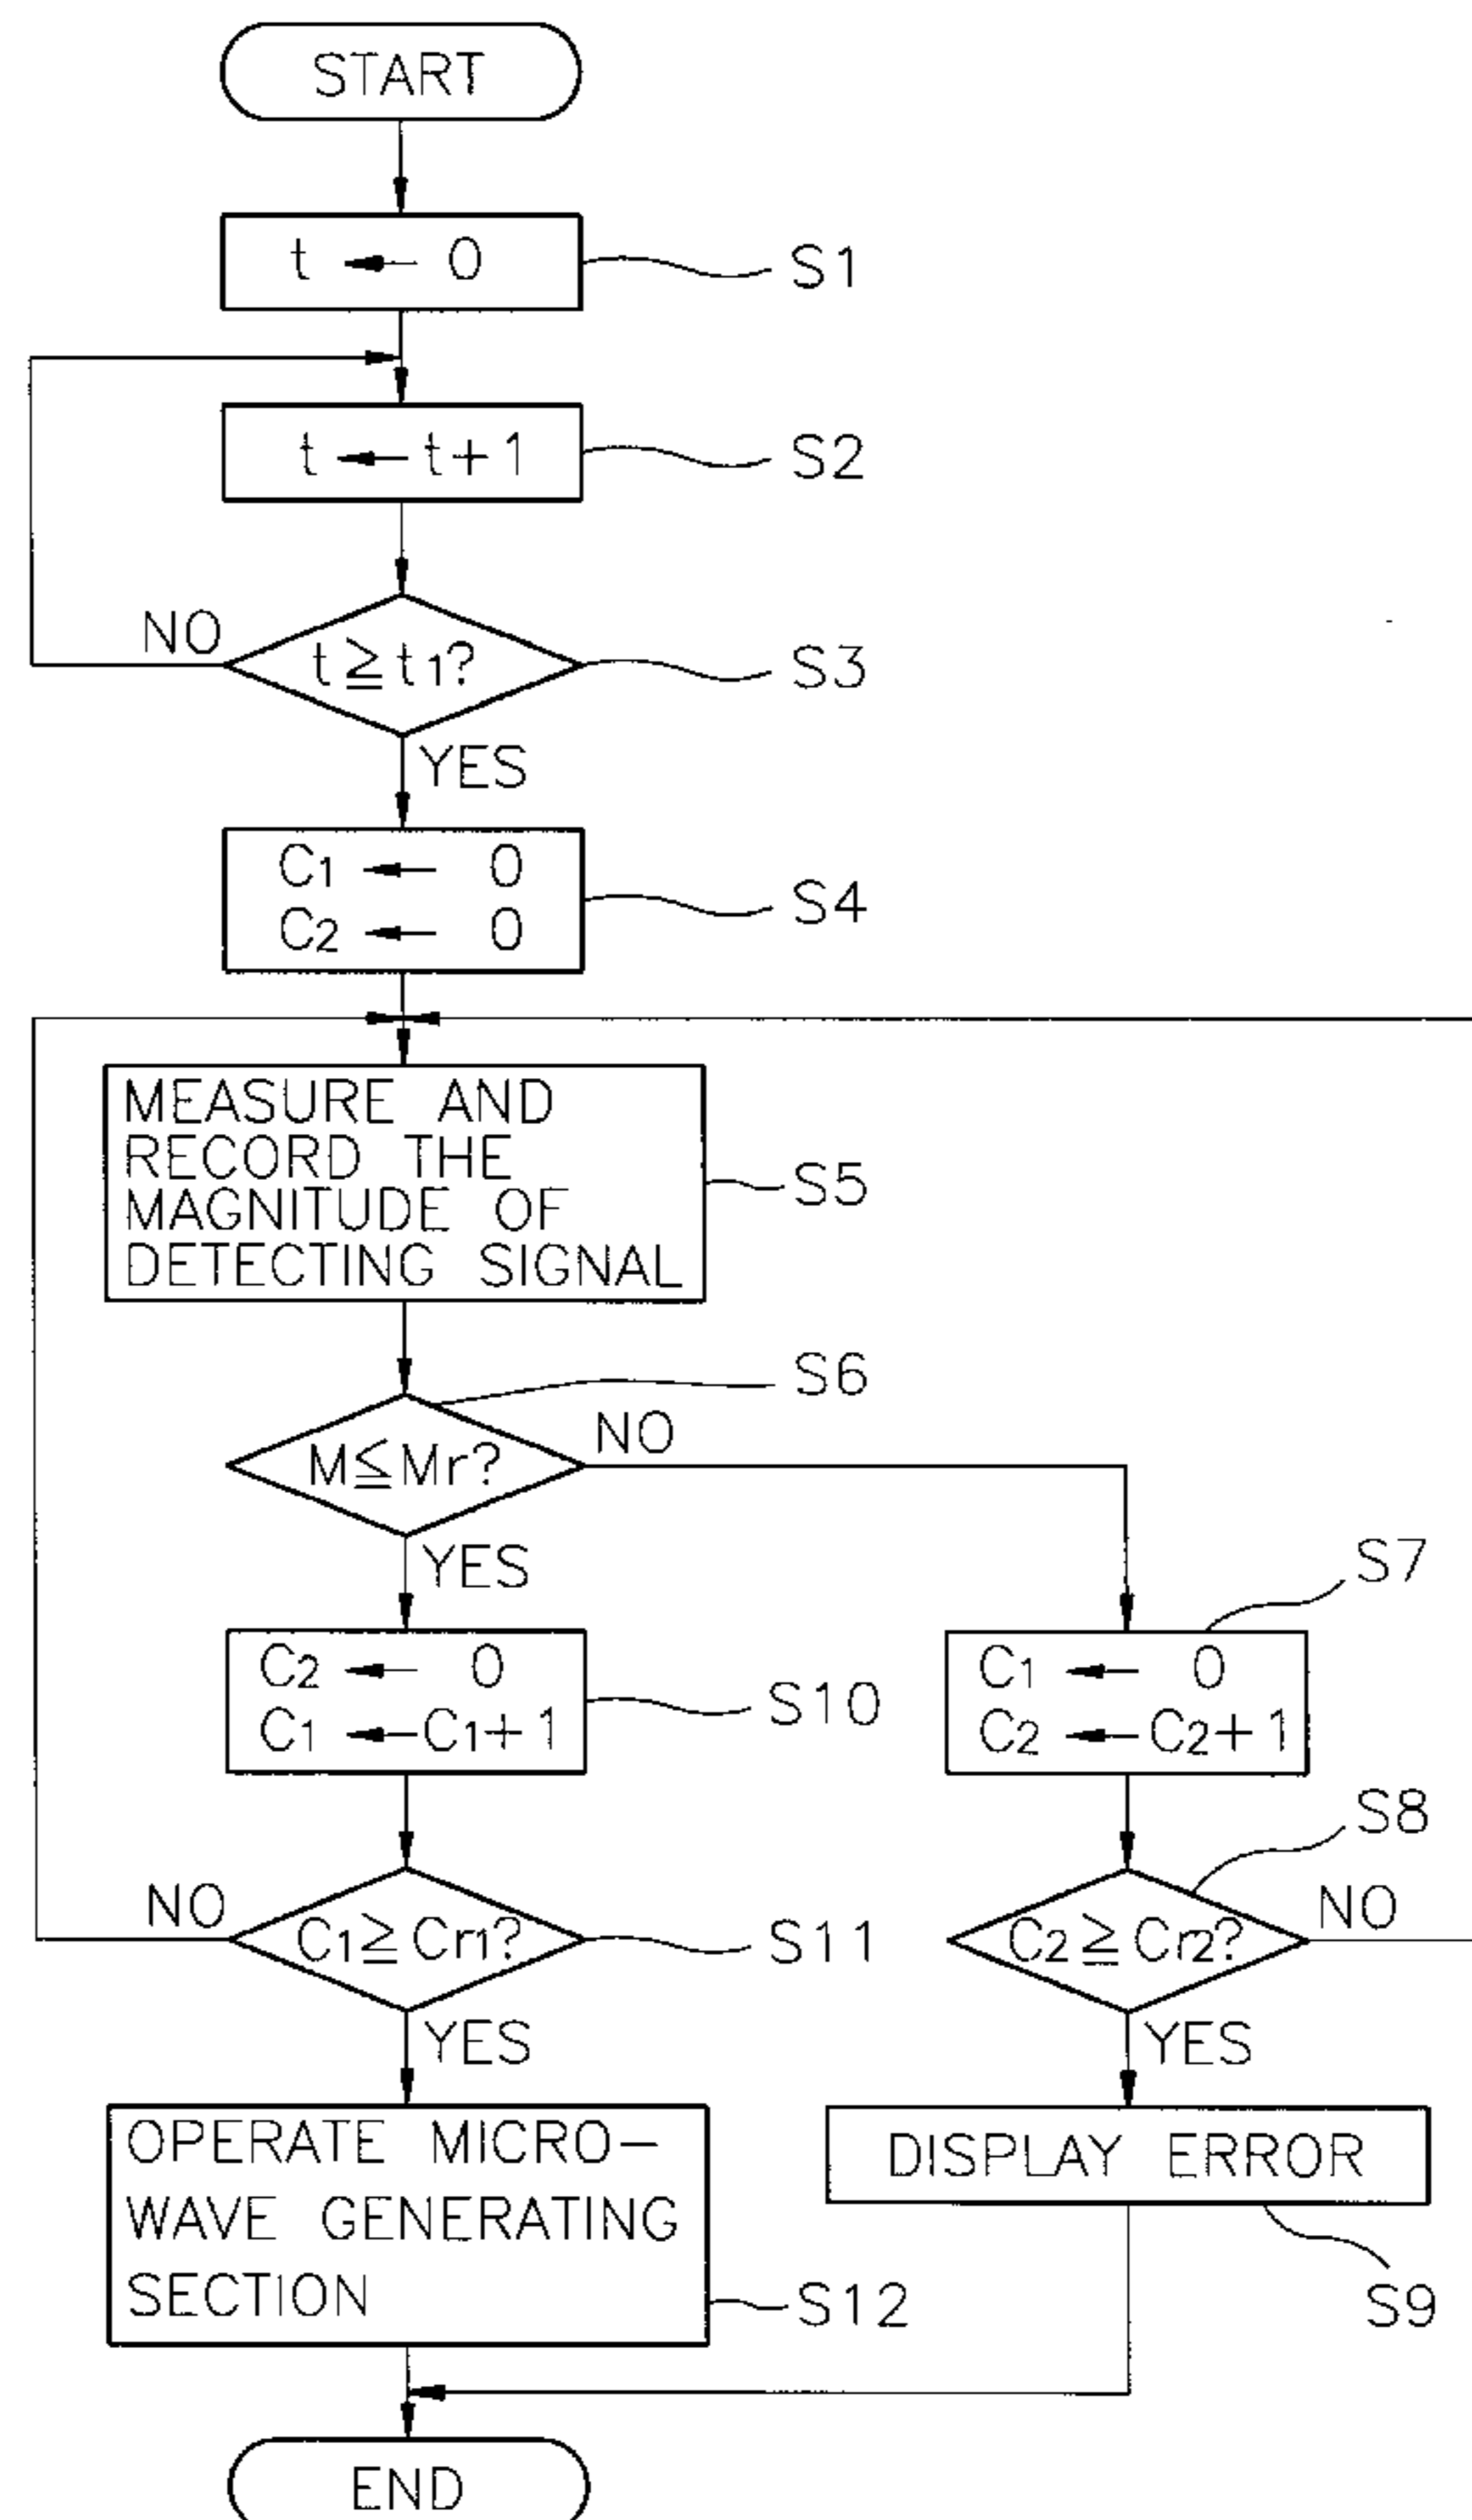 START
t ← 0
S1
t ← t+1
S2
NO
t ≧ t1?
S3
YES
C1 ← 0
C2 ← 0
S4
MEASURE AND
RECORD THE
MAGNITUDE OF
DETECTING SIGNAL
S5
S6
M≦Mr?
NO
YES
S7
C2 ← 0
C1 ← C1+1
S10
C1 ← 0
C2 ← C2+1
S8
NO
C1≧Cr1?
S11
C2≧Cr2?
NO
YES
YES
OPERATE MICRO-
WAVE GENERATING
SECTION
S12
DISPLAY ERROR
S9
END